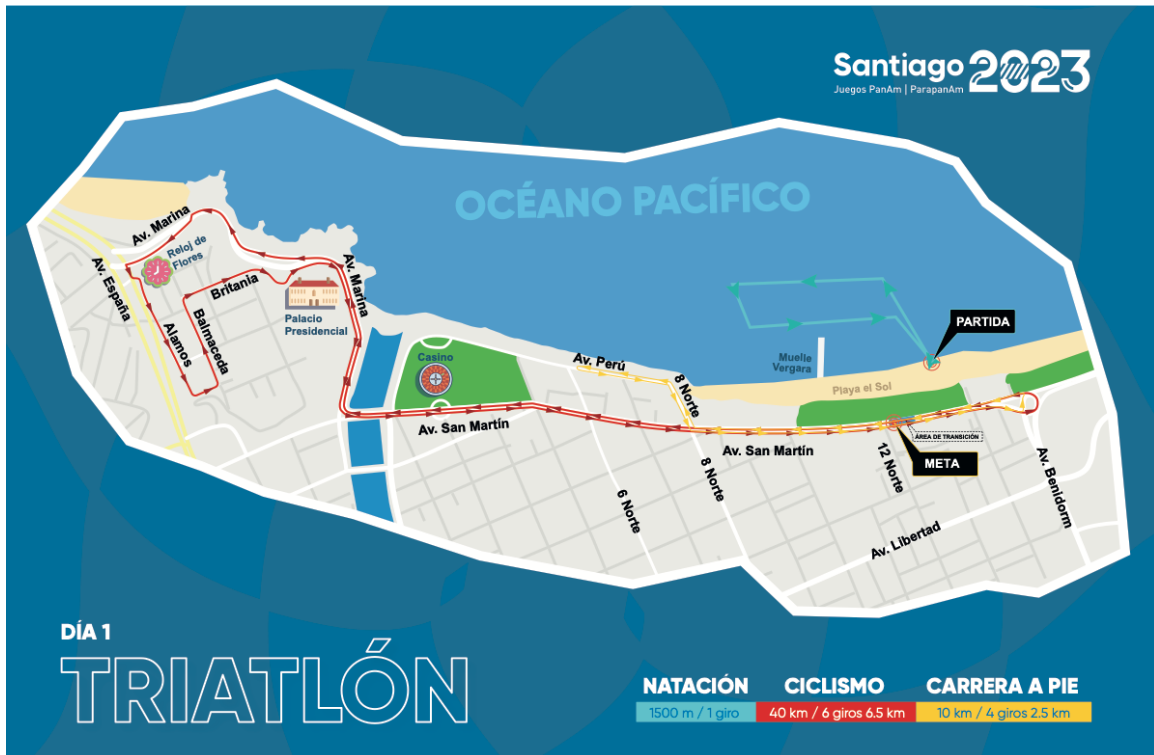 Santiago 2023
Juegos PanAm | ParapanAm
OCÉANO PACÍFICO
Av. Marina
Reloj de
Flores
Av. España
Britania
Balmaceda
Alamos
Palacio
Presidencial
Av. Marina
Casino
Av. San Martín
Av. Perú
8 Norte
Muelle
Vergara
PARTIDA
Playa el Sol
ÁREA DE TRANSICIÓN
META
Av. San Martín
12 Norte
8 Norte
6 Norte
Av. Libertad
Av. Benidorm
DÍA 1
TRIATLÓN
NATACIÓN
1500 m / 1 giro
CICLISMO
40 km / 6 giros 6.5 km
CARRERA A PIE
10 km / 4 giros 2.5 km